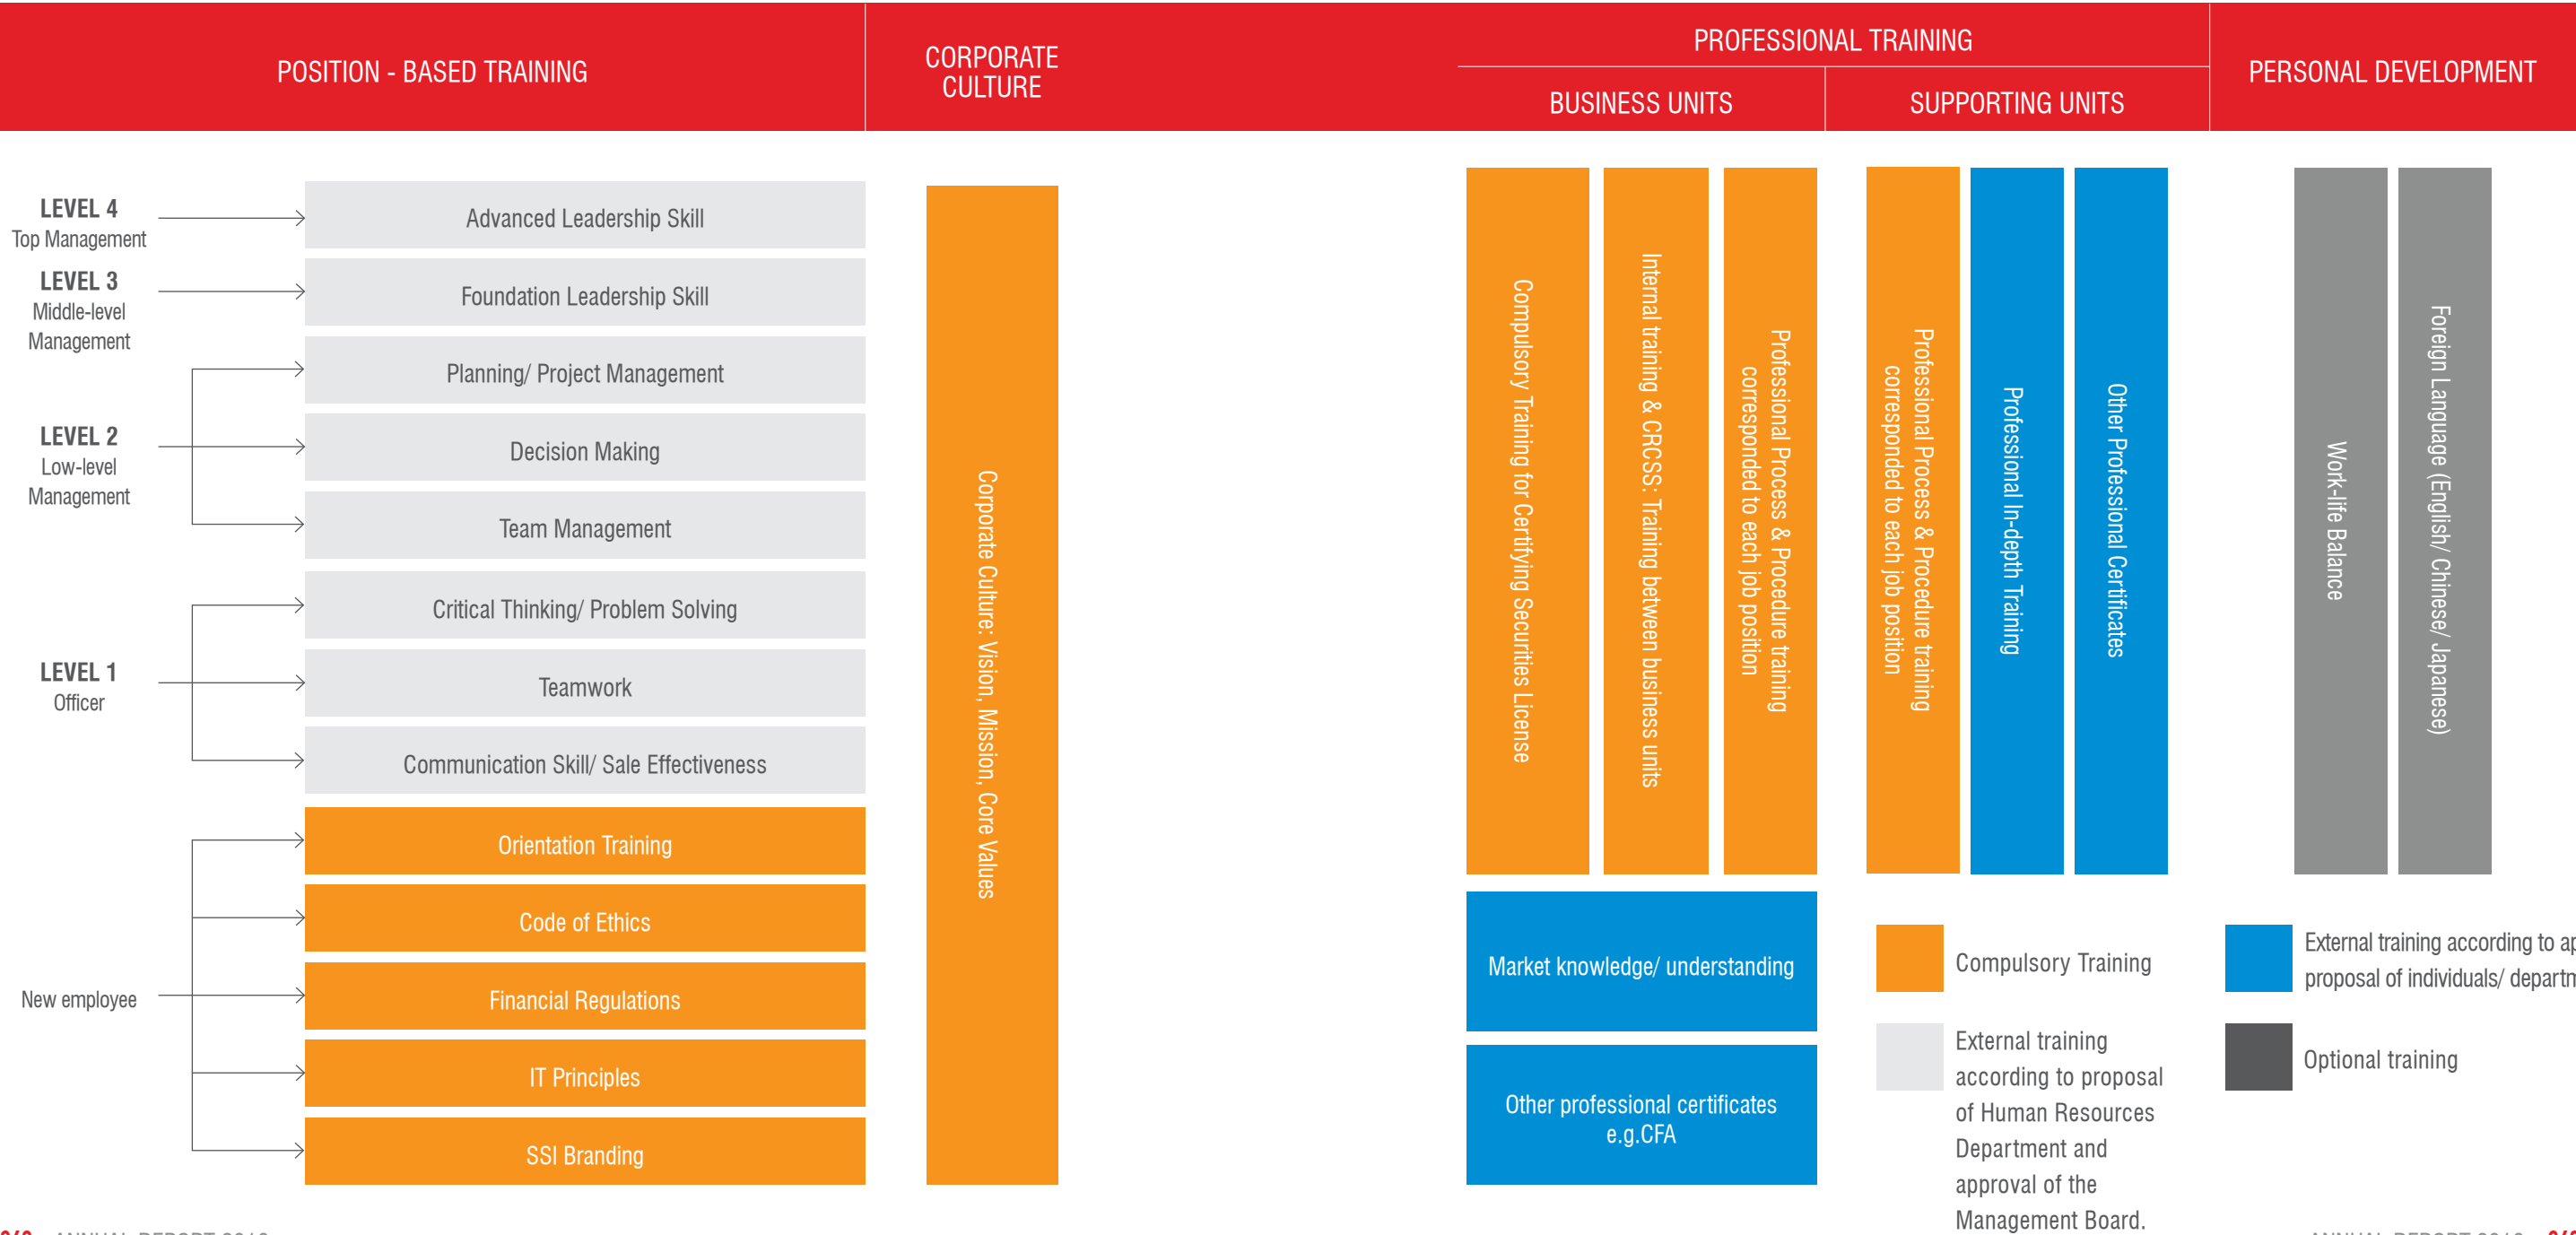 POSITION - BASED TRAINING
CORPORATE
CULTURE
PROFESSIONAL TRAINING
BUSINESS UNITS
SUPPORTING UNITS
PERSONAL DEVELOPMENT
LEVEL 4
Top Management
LEVEL 3
Middle-level
Management
LEVEL 2
Low-level
Management
LEVEL 1
Officer
New employee
Advanced Leadership Skill
Foundation Leadership Skill
Planning/ Project Management
Decision Making
Team Management
Critical Thinking/ Problem Solving
Teamwork
Communication Skill/ Sale Effectiveness
Orientation Training
Code of Ethics
Financial Regulations
IT Principles
SSI Branding
Corporate Culture: Vision, Mission, Core Values
Compulsory Training for Certifying Securities License
Internal training & CRCSS: Training between business units
Professional Process & Procedure training
corresponded to each job position
Professional Process & Procedure training
corresponded to each job position
Professional In-depth Training
Other Professional Certificates
Work-life Balance
Foreign Language (English/ Chinese/ Japanese)
Market knowledge/ understanding
Other professional certificates
e.g.CFA
Compulsory Training
External training
according to proposal
of Human Resources
Department and
approval of the
Management Board.
External training according to
proposal of individuals/
Optional training
ANNUAL REPORT
ANNUAL REPORT